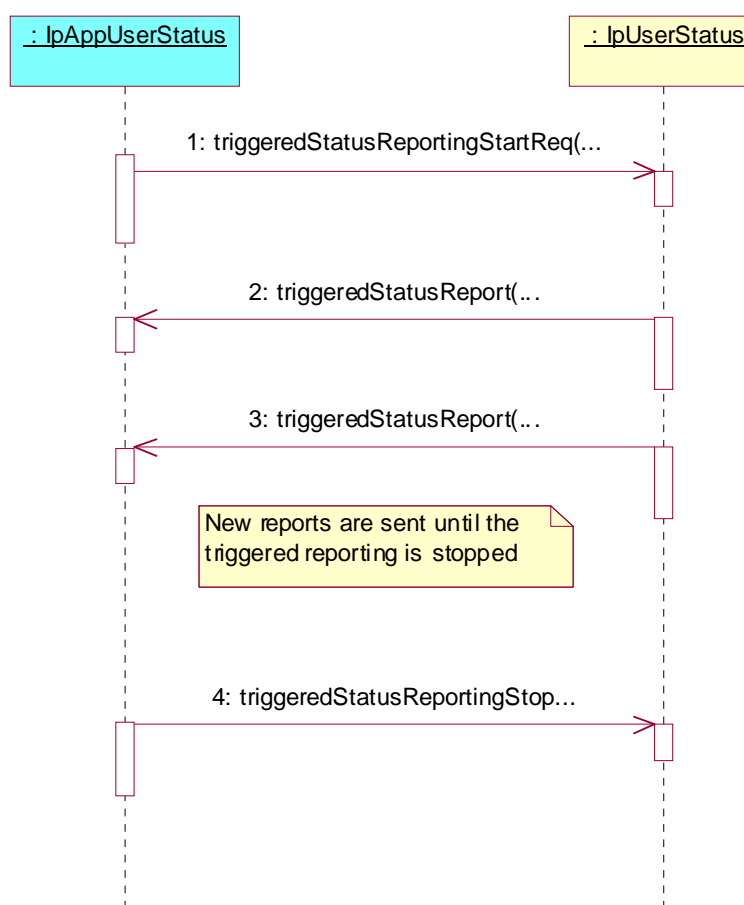 : IpAppUserStatus
: IpUserStatus
1: triggeredStatusReportingStartReq(...
2: triggeredStatusReport(...
3: triggeredStatusReport(...
New reports are sent until the
triggered reporting is stopped
4: triggeredStatusReportingStop...